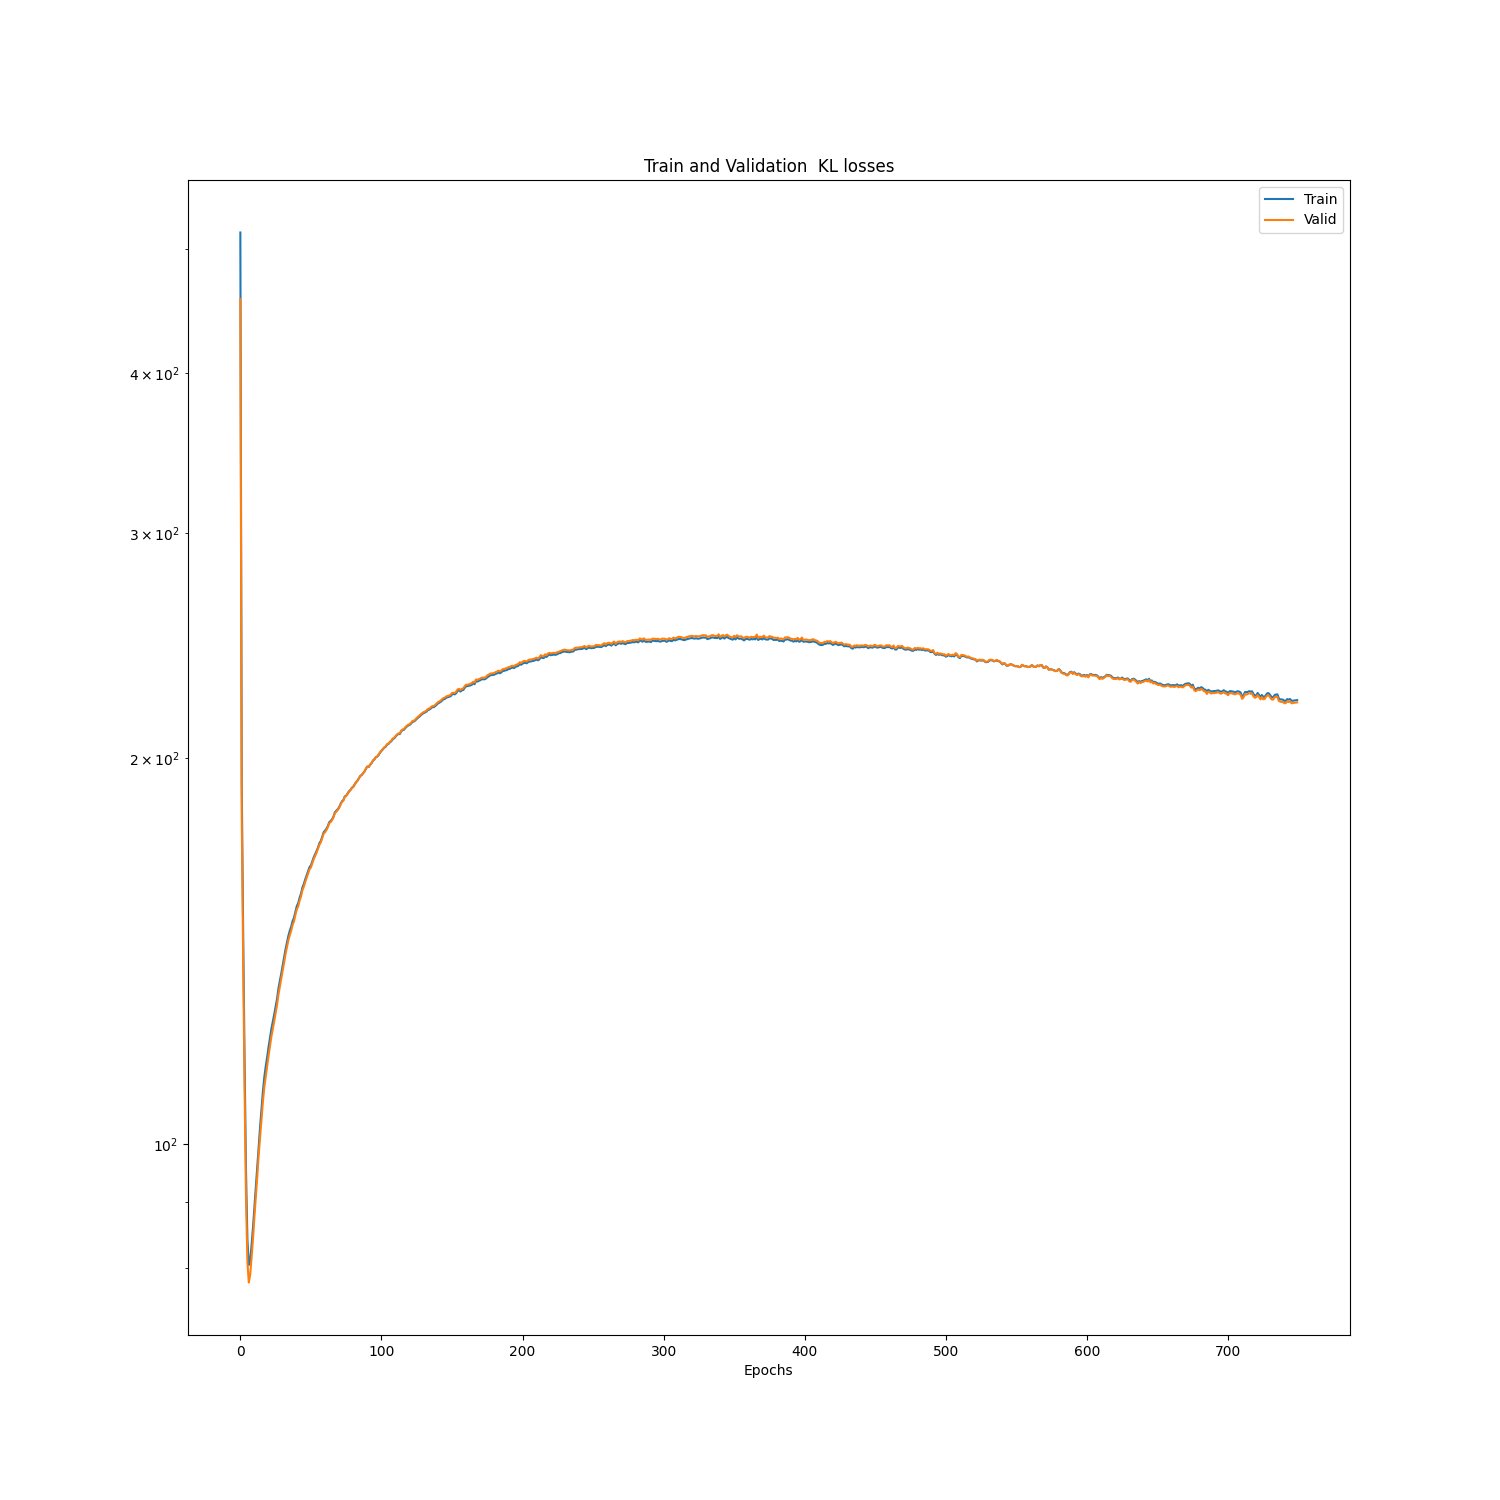 Train and Validation  KL losses
Train
Valid
4 × 10²
3 × 10²
2 × 10²
10²
0 100 200 300 400 500 600 700
Epochs